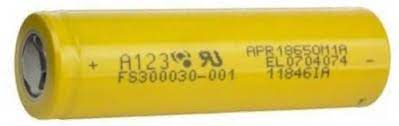 + A123 APR18650M1A
EL0704074 -
FS300030-001 11846IA